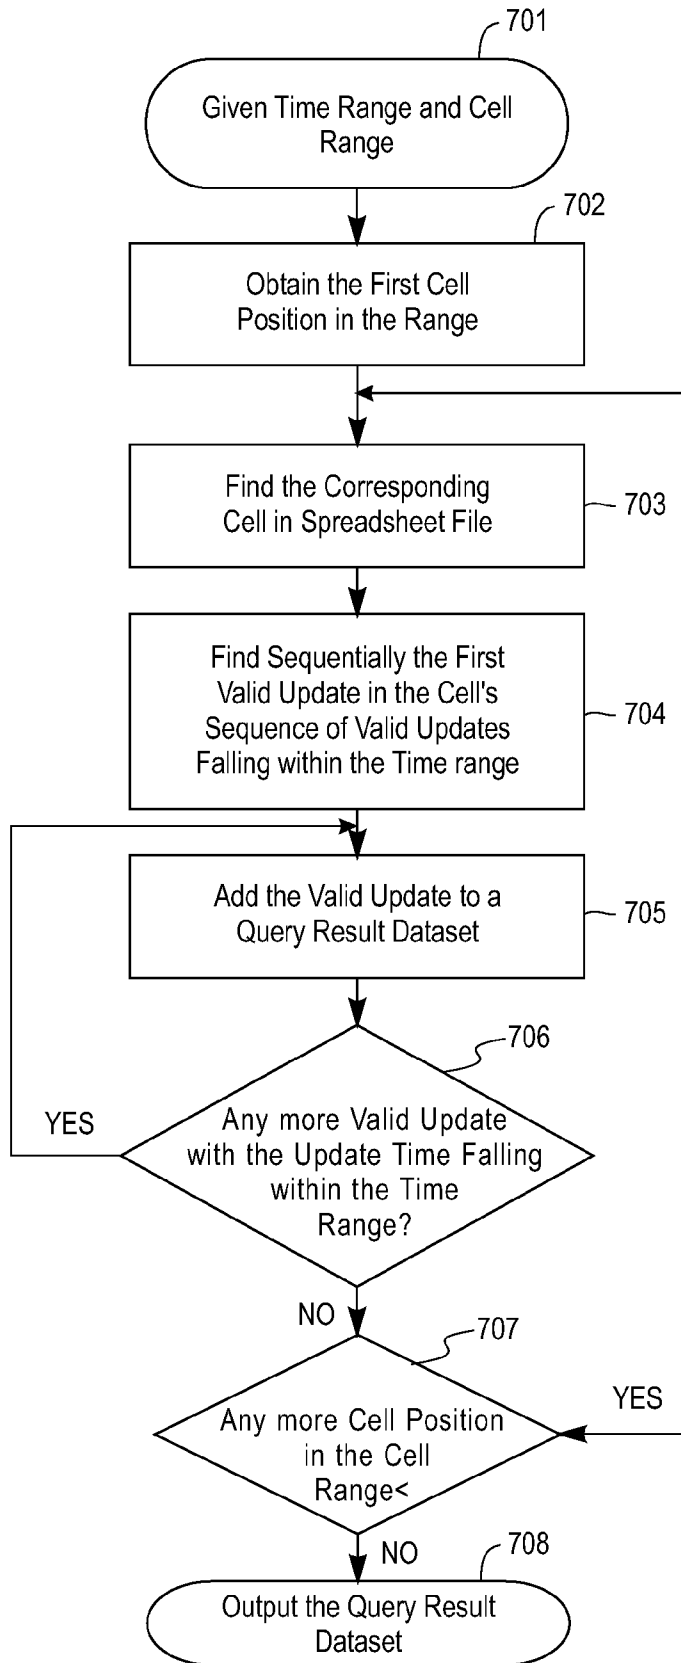 701
Given Time Range and Cell
Range
702
Obtain the First Cell
Position in the Range
Find the Corresponding
Cell in Spreadsheet File
703
Find Sequentially the First
Valid Update in the Cell's
Sequence of Valid Updates
Falling within the Time range
704
Add the Valid Update to a
Query Result Dataset
705
706
YES
Any more Valid Update
with the Update Time Falling
within the Time
Range?
NO
707
YES
Any more Cell Position
in the Cell
Range<
NO
708
Output the Query Result
Dataset